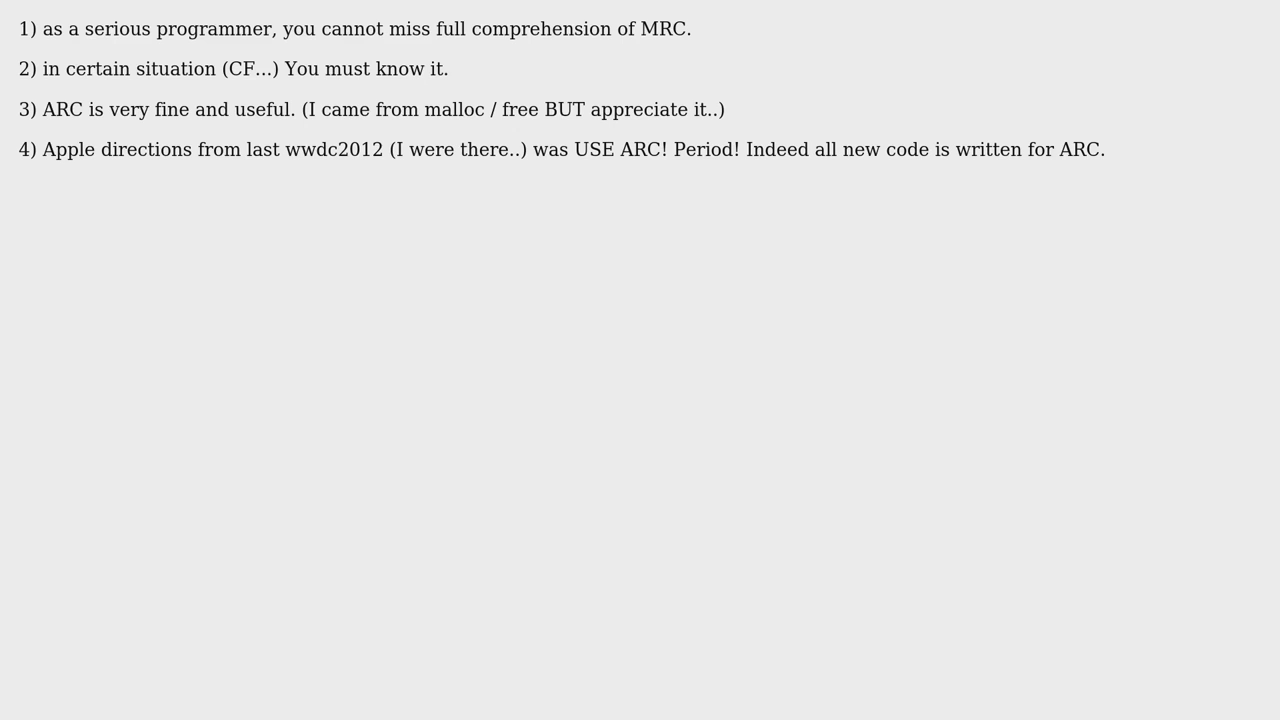 1) as a serious programmer, you cannot miss full comprehension of MRC.
2) in certain situation (CF...) You must know it.
3) ARC is very fine and useful. (I came from malloc / free BUT appreciate it..)
4) Apple directions from last wwdc2012 (I were there..) was USE ARC! Period! Indeed all new code is written for ARC.